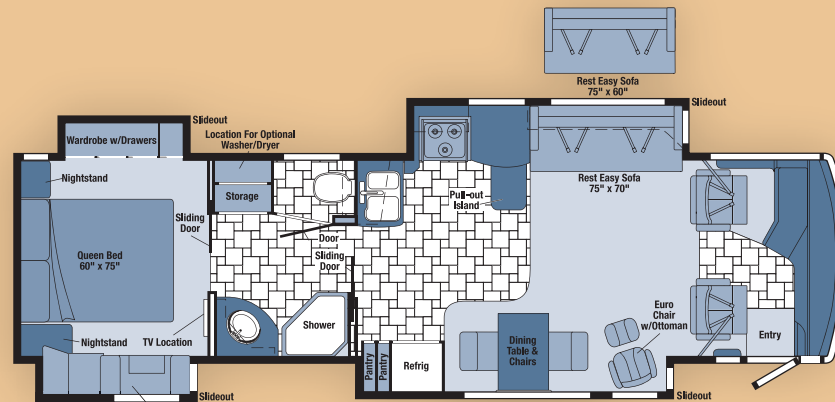 Rest Easy Sofa
75" x 60"
Slideout
Slideout
Wardrobe w/Drawers
Location For Optional
Washer/Dryer
Nightstand
Storage
Rest Easy Sofa
75" x 70"
Pull-out
Island
Sliding
Door
Door
Sliding
Door
Queen Bed
60" x 75"
Euro
Chair
w/Ottoman
Shower
Entry
Nightstand
TV Location
Dining
Table &
Chairs
Pantry
Pantry
Refrig
Slideout
Slideout